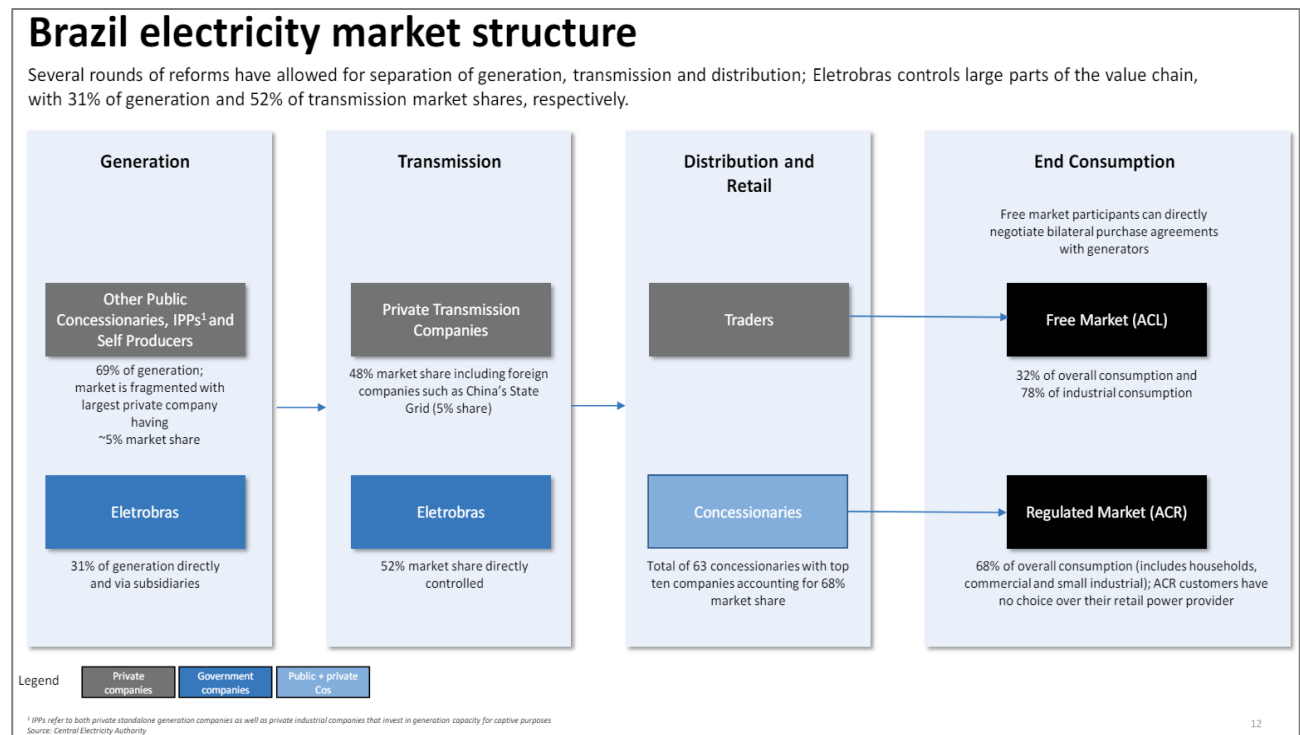 Brazil electricity market structure
Several rounds of reforms have allowed for separation of generation, transmission and distribution; Eletrobras controls large parts of the value chain,
with 31% of generation and 52% of transmission market shares, respectively.
Generation
Other Public
Concessionaries, IPPs¹ and
Self Producers
69% of generation;
market is fragmented with
largest private company
having
~5% market share
Eletrobras
31% of generation directly
and via subsidiaries
Transmission
Private Transmission
Companies
48% market share including foreign
companies such as China's State
Grid (5% share)
Eletrobras
52% market share directly
controlled
Distribution and
Retail
Traders
Concessionaries
Total of 63 concessionaries with top
ten companies accounting for 68%
market share
End Consumption
Free market participants can directly
negotiate bilateral purchase agreements
with generators
Free Market (ACL)
32% of overall consumption and
78% of industrial consumption
Regulated Market (ACR)
68% of overall consumption (includes households,
commercial and small industrial); ACR customers have
no choice over their retail power provider
Legend
Private
companies
Government
companies
Public + private
Cos
¹ IPPs refer to both private standalone generation companies as well as private industrial companies that invest in generation capacity for captive purposes
Source: Central Electricity Authority
12